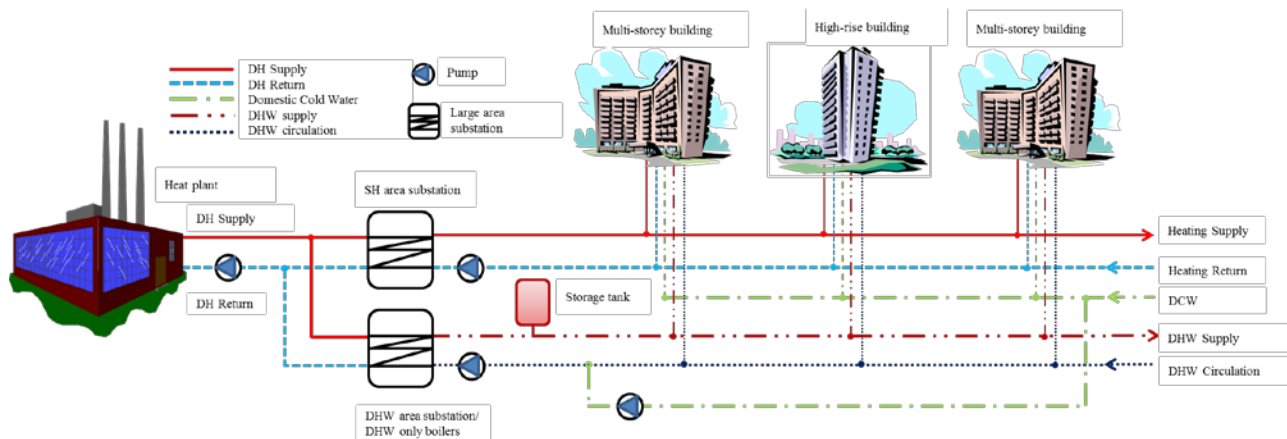 Multi-storey building
High-rise building
Multi-storey building
DH Supply
DH Return
Domestic Cold Water
DHW supply
DHW circulation
Pump
Large area
substation
Heat plant
SH area substation
DH Supply
Heating Supply
Heating Return
DH Return
Storage tank
DCW
DHW Supply
DHW Circulation
DHW area substation/
DHW only boilers